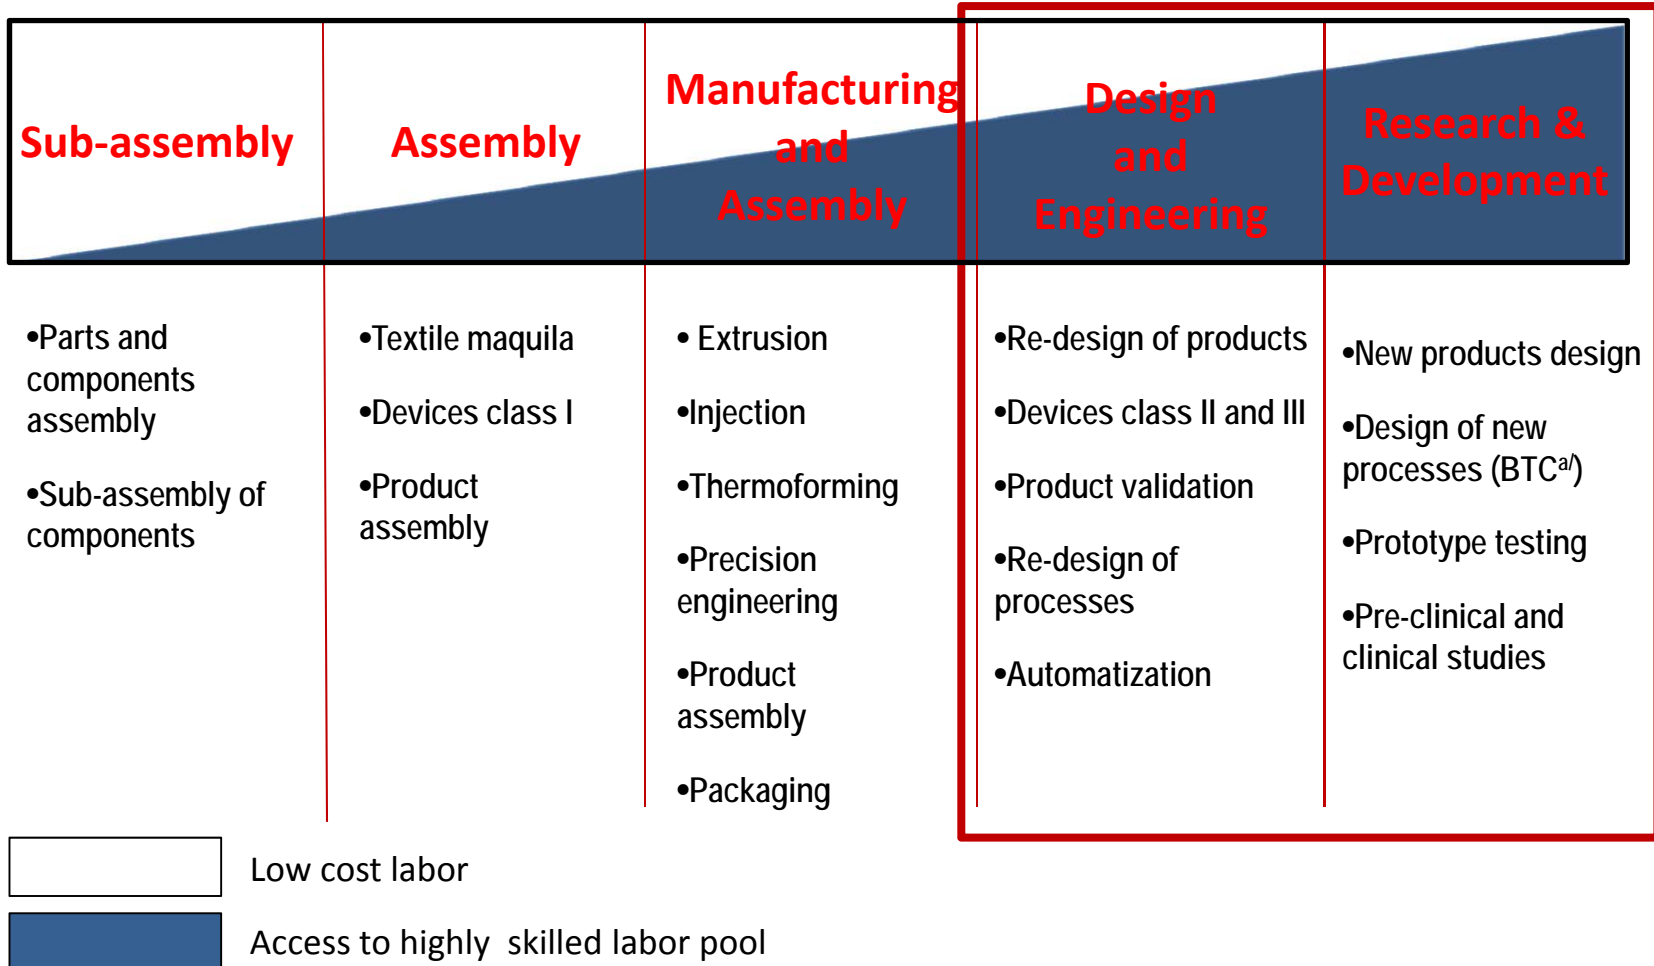 Sub-assembly
Assembly
Manufacturing
and
Assembly
Design
and
Engineering
Research &
Development
•Parts and
components
assembly
•Sub-assembly of
components
•Textile maquila
•Devices class I
•Product
assembly
• Extrusion
•Injection
•Thermoforming
•Precision
engineering
•Product
assembly
•Packaging
•Re-design of products
•Devices class II and III
•Product validation
•Re-design of
processes
•Automatization
•New products design
•Design of new
processes (BTCa/)
•Prototype testing
•Pre-clinical and
clinical studies
Low cost labor
Access to highly  skilled labor pool